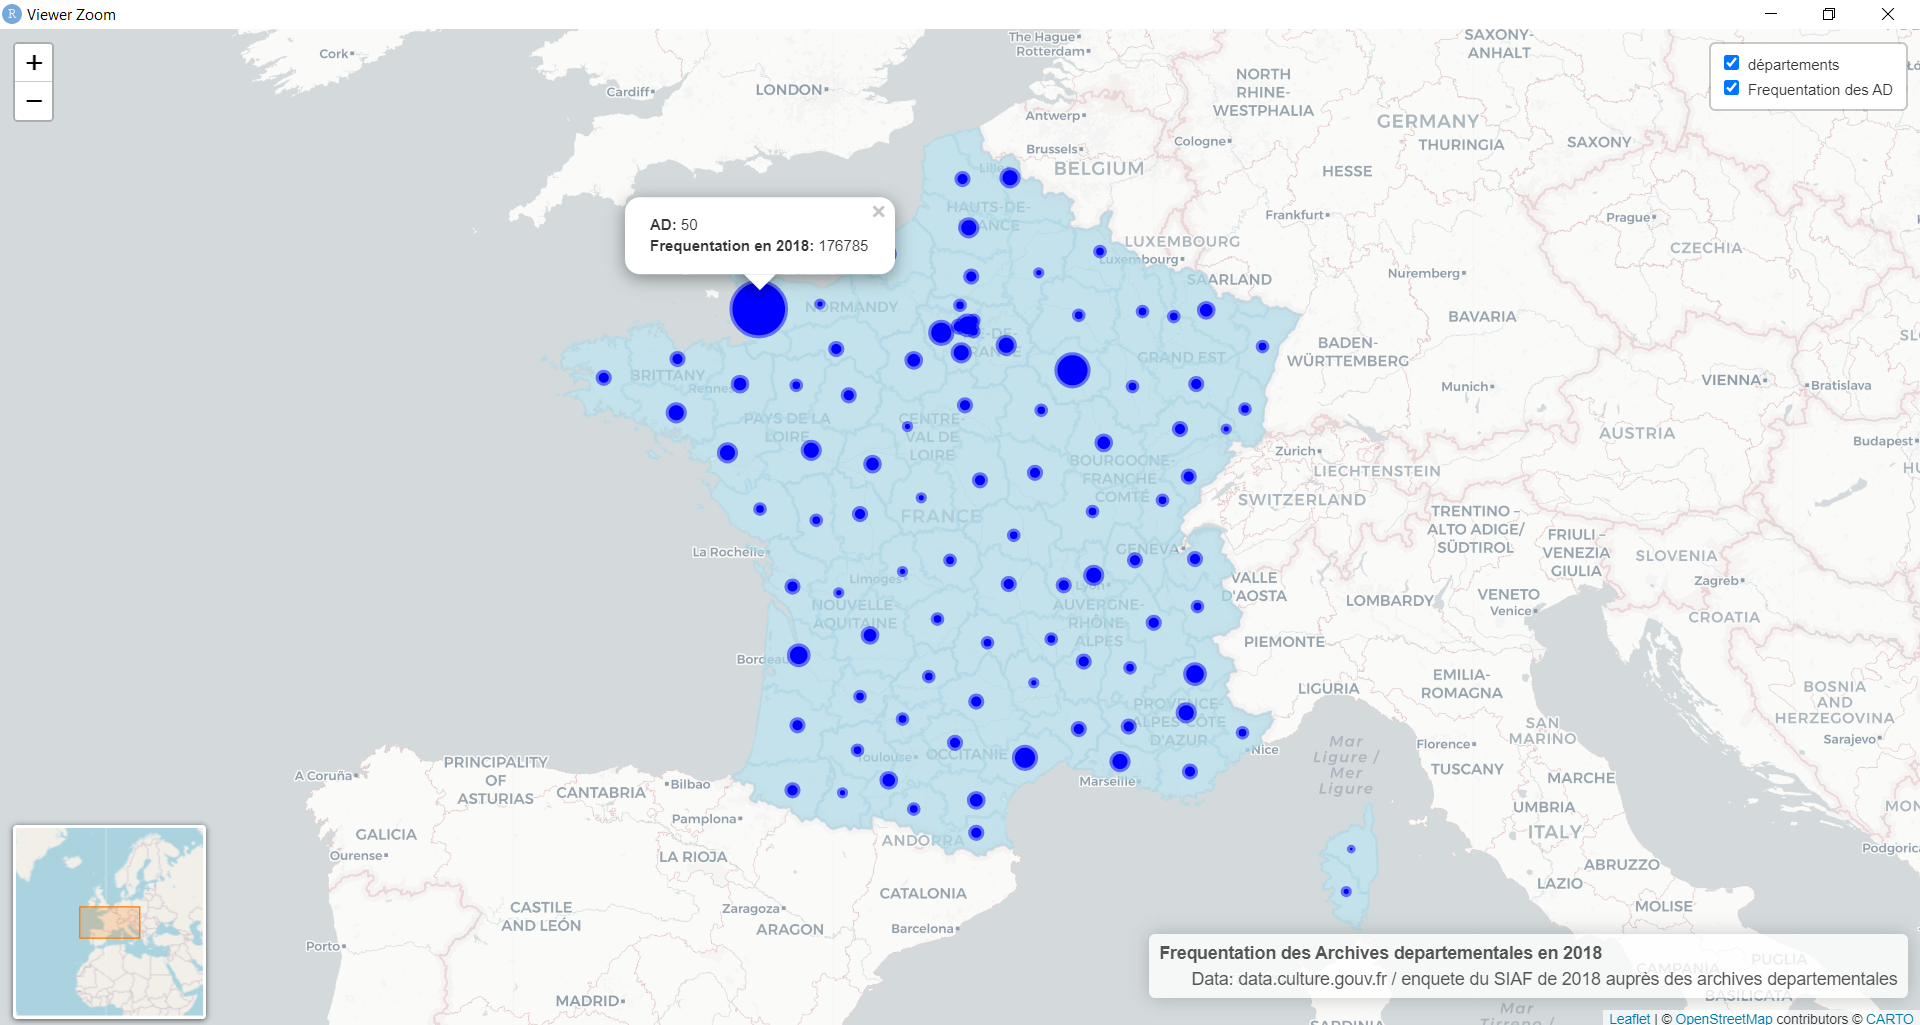 Viewer Zoom
+
−
départements
Frequentation des AD
AD: 50
Frequentation en 2018: 176785
×
Cork
Cardiff
LONDON
The Hague
Rotterdam
Antwerp
Brussels
BELGIUM
Lille
HAUTS-DE-
NORTH
RHINE-
WESTPHALIA
Cologne
SAXONY-
ANHALT
GERMANY
THURINGIA
SAXONY
HESSE
Frankfurt
Prague
CZECHIA
LUXEMBOURG
Luxembourg
SAARLAND
Nuremberg
BAVARIA
BADEN-
WÜRTTEMBERG
Munich
VIENNA
Bratislava
NORMANDY
BRITTANY
Rennes
GRAND EST
PAYS DE LA
LOIRE
CENTRE-
VAL DE
LOIRE
BOURGOGNE-
FRANCHE-
COMTÉ
FRANCE
Zürich
LIECHTENSTEIN
SWITZERLAND
AUSTRIA
Budapest
TRENTINO –
ALTO ADIGE/
SÜDTIROL
FRIULI –
VENEZIA
GIULIA
SLOVENIA
Zagreb
CROATIA
La Rochelle
Limoges
NOUVELLE-
AQUITAINE
GENEVA
Lyon
AUVERGNE-
RHÔNE-
ALPES
VALLE
D'AOSTA
LOMBARDY
VENETO
Venice
PIEMONTE
EMILIA-
ROMAGNA
LIGURIA
BOSNIA
AND
HERZEGOVINA
Sarajevo
PROVENCE-
ALPES-CÔTE
D'AZUR
Nice
Marseille
Toulouse
OCCITANIE
SAN
MARINO
Mar
Ligure /
Mer
Ligure
Florence
TUSCANY
MARCHE
UMBRIA
ITALY
ABRUZZO
LAZIO
MOLISE
A Coruña
PRINCIPALITY
OF
ASTURIAS
CANTABRIA
Bilbao
Pamplona
GALICIA
Ourense
LA RIOJA
ANDORRA
CATALONIA
CASTILE
AND LEÓN
Zaragoza
ARAGON
Barcelona
Porto
MADRID
Frequentation des Archives departementales en 2018
Data: data.culture.gouv.fr / enquete du SIAF de 2018 auprès des archives departementales
CAMPANIA
PUGLIA
BASILICATA
Mar
Leaflet | © OpenStreetMap contributors © CARTO